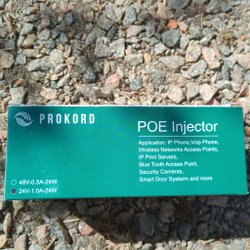 PROKORD
POE Injector
Application: IP Phone,Voip Phone,
Wireless Networks Access Points,
IP Print Servers,
Blue Tooth Access Point,
Security Cameras,
Smart Door Systerm and more
48V-0.5A-24W
24V-1.0A-24W